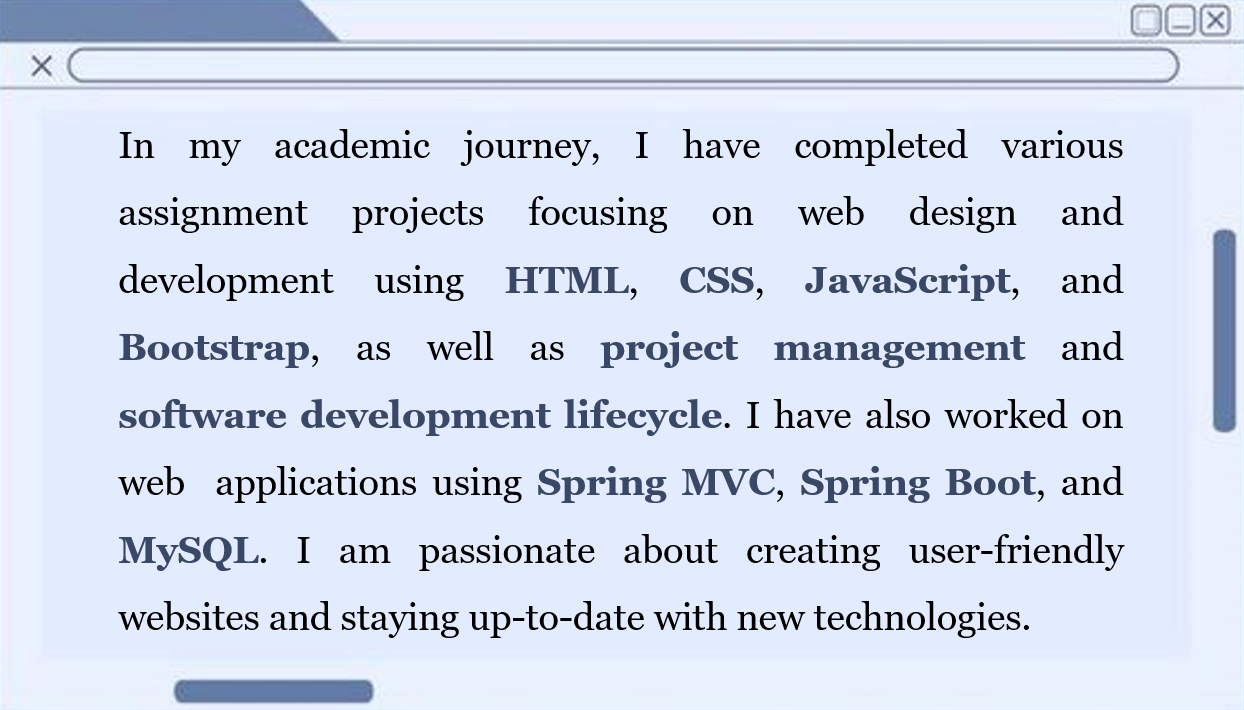 In my academic journey, I have completed various
assignment projects focusing on web design and
development using HTML, CSS, JavaScript, and
Bootstrap, as well as project management and
software development lifecycle. I have also worked on
web applications using Spring MVC, Spring Boot, and
MySQL. I am passionate about creating user-friendly
websites and staying up-to-date with new technologies.